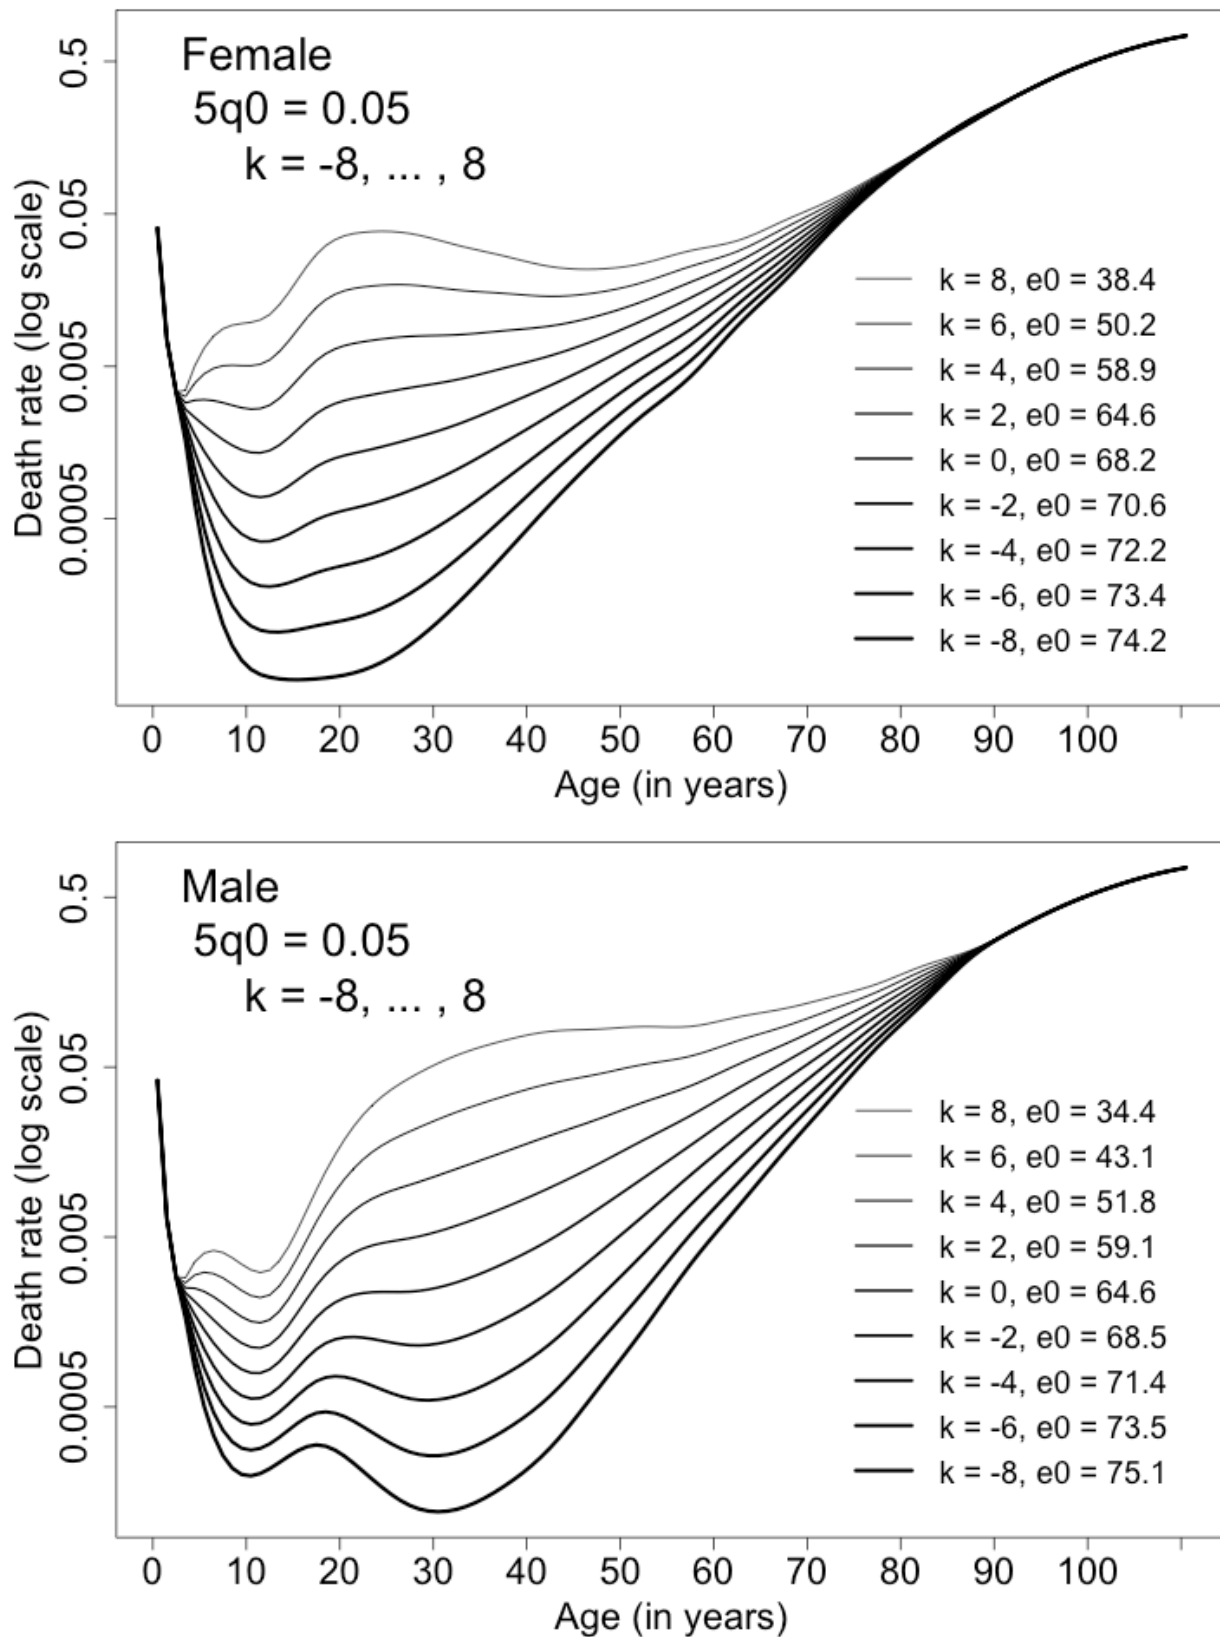 Female
5q0 = 0.05
k = -8, ... , 8
Death rate (log scale)
0.5
0.05
0.005
0.0005
k = 8, e0 = 38.4
k = 6, e0 = 50.2
k = 4, e0 = 58.9
k = 2, e0 = 64.6
k = 0, e0 = 68.2
k = -2, e0 = 70.6
k = -4, e0 = 72.2
k = -6, e0 = 73.4
k = -8, e0 = 74.2
0 10 20 30 40 50 60 70 80 90 100
Age (in years)
Male
5q0 = 0.05
k = -8, ... , 8
Death rate (log scale)
0.5
0.05
0.005
0.0005
k = 8, e0 = 34.4
k = 6, e0 = 43.1
k = 4, e0 = 51.8
k = 2, e0 = 59.1
k = 0, e0 = 64.6
k = -2, e0 = 68.5
k = -4, e0 = 71.4
k = -6, e0 = 73.5
k = -8, e0 = 75.1
0 10 20 30 40 50 60 70 80 90 100
Age (in years)